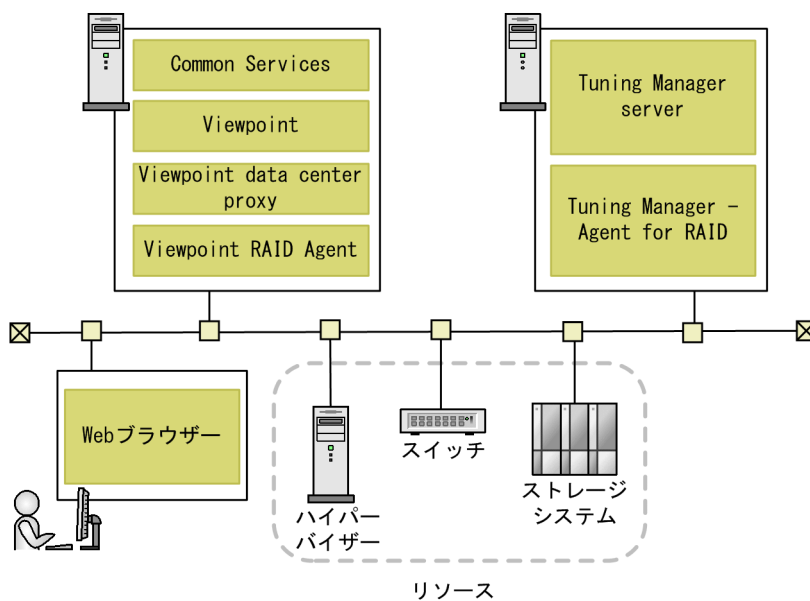 Common Services
Viewpoint
Viewpoint data center
proxy
Viewpoint RAID Agent
Tuning Manager
server
Tuning Manager –
Agent for RAID
Webブラウザー
ハイパー
バイザー
スイッチ
ストレージ
システム
リソース